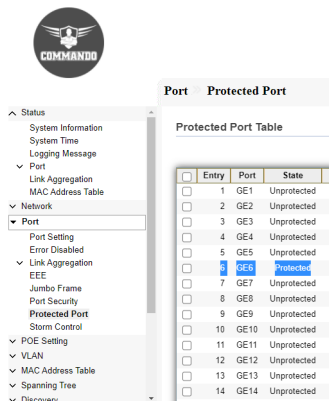 COMMANDO
Port Protected Port
Status
System Information
System Time
Logging Message
Port
Link Aggregation
MAC Address Table
Network
Port
Port Setting
Error Disabled
Link Aggregation
EEE
Jumbo Frame
Port Security
Protected Port
Storm Control
POE Setting
VLAN
MAC Address Table
Spanning Tree
Discovery
Protected Port Table
Entry Port State
1 GE1 Unprotected
2 GE2 Unprotected
3 GE3 Unprotected
4 GE4 Unprotected
5 GE5 Unprotected
6 GE6 Protected
7 GE7 Unprotected
8 GE8 Unprotected
9 GE9 Unprotected
10 GE10 Unprotected
11 GE11 Unprotected
12 GE12 Unprotected
13 GE13 Unprotected
14 GE14 Unprotected